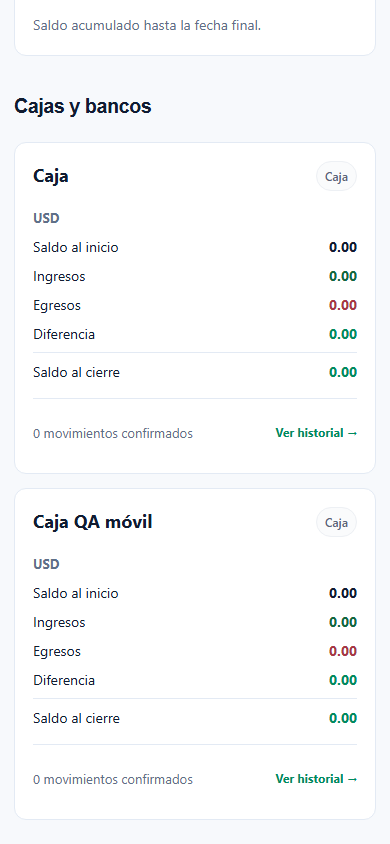 Saldo acumulado hasta la fecha final.
Cajas y bancos
Caja Caja
USD
Saldo al inicio 0.00
Ingresos 0.00
Egresos 0.00
Diferencia 0.00
Saldo al cierre 0.00
0 movimientos confirmados Ver historial →
Caja QA móvil Caja
USD
Saldo al inicio 0.00
Ingresos 0.00
Egresos 0.00
Diferencia 0.00
Saldo al cierre 0.00
0 movimientos confirmados Ver historial →